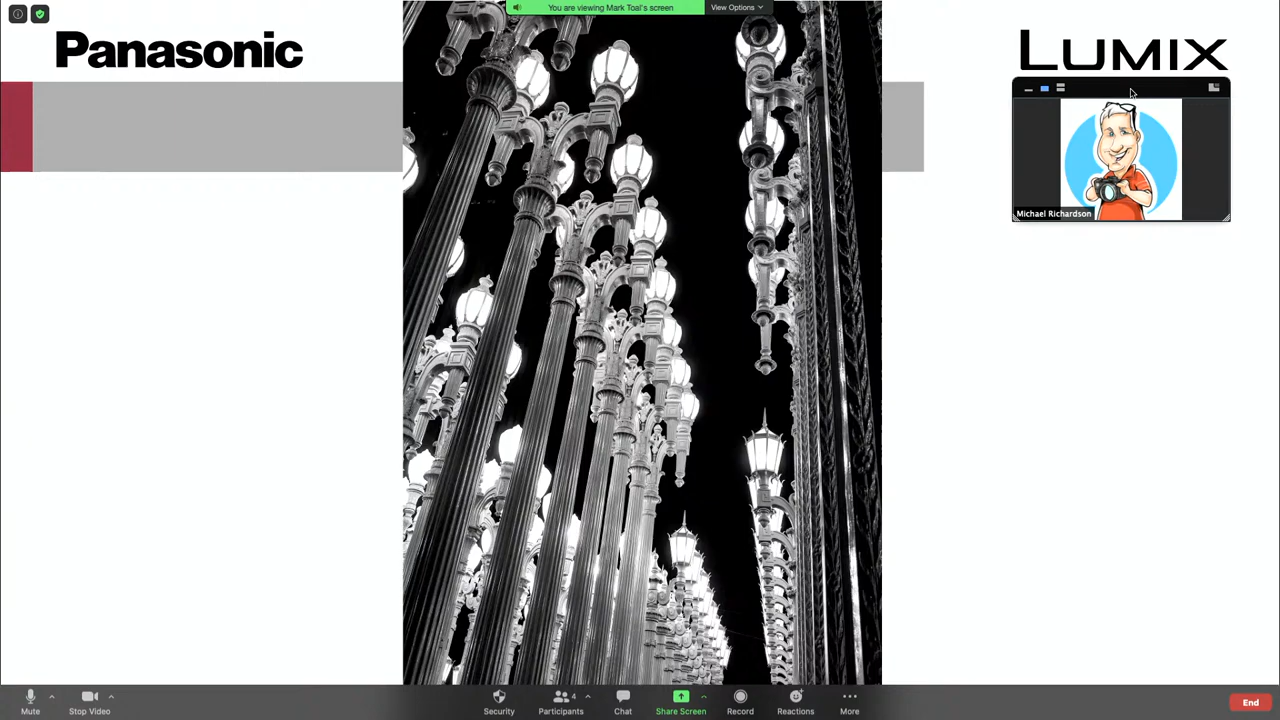 You are viewing Mark Toal's screen
View Options
Panasonic
LUMIX
Michael Richardson
Mute
Stop Video
Security
4
Participants
Chat
Share Screen
Record
Reactions
More
End